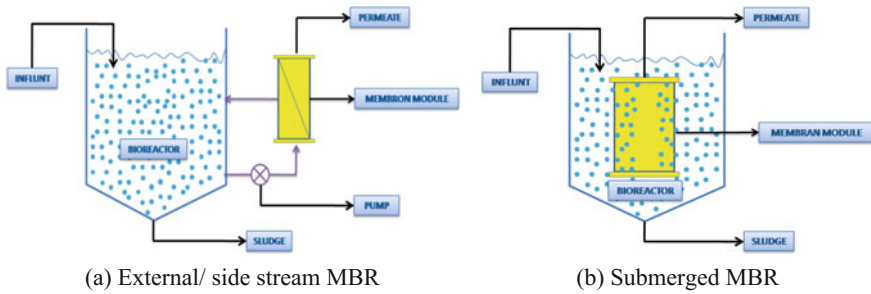 PERMEATE
INFLUNT
MEMBRON MODULE
BIOREACTOR
PUMP
SLUDGE
(a) External/ side stream MBR
PERMEATE
INFLUNT
MEMBRAN MODULE
BIOREACTOR
SLUDGE
(b) Submerged MBR